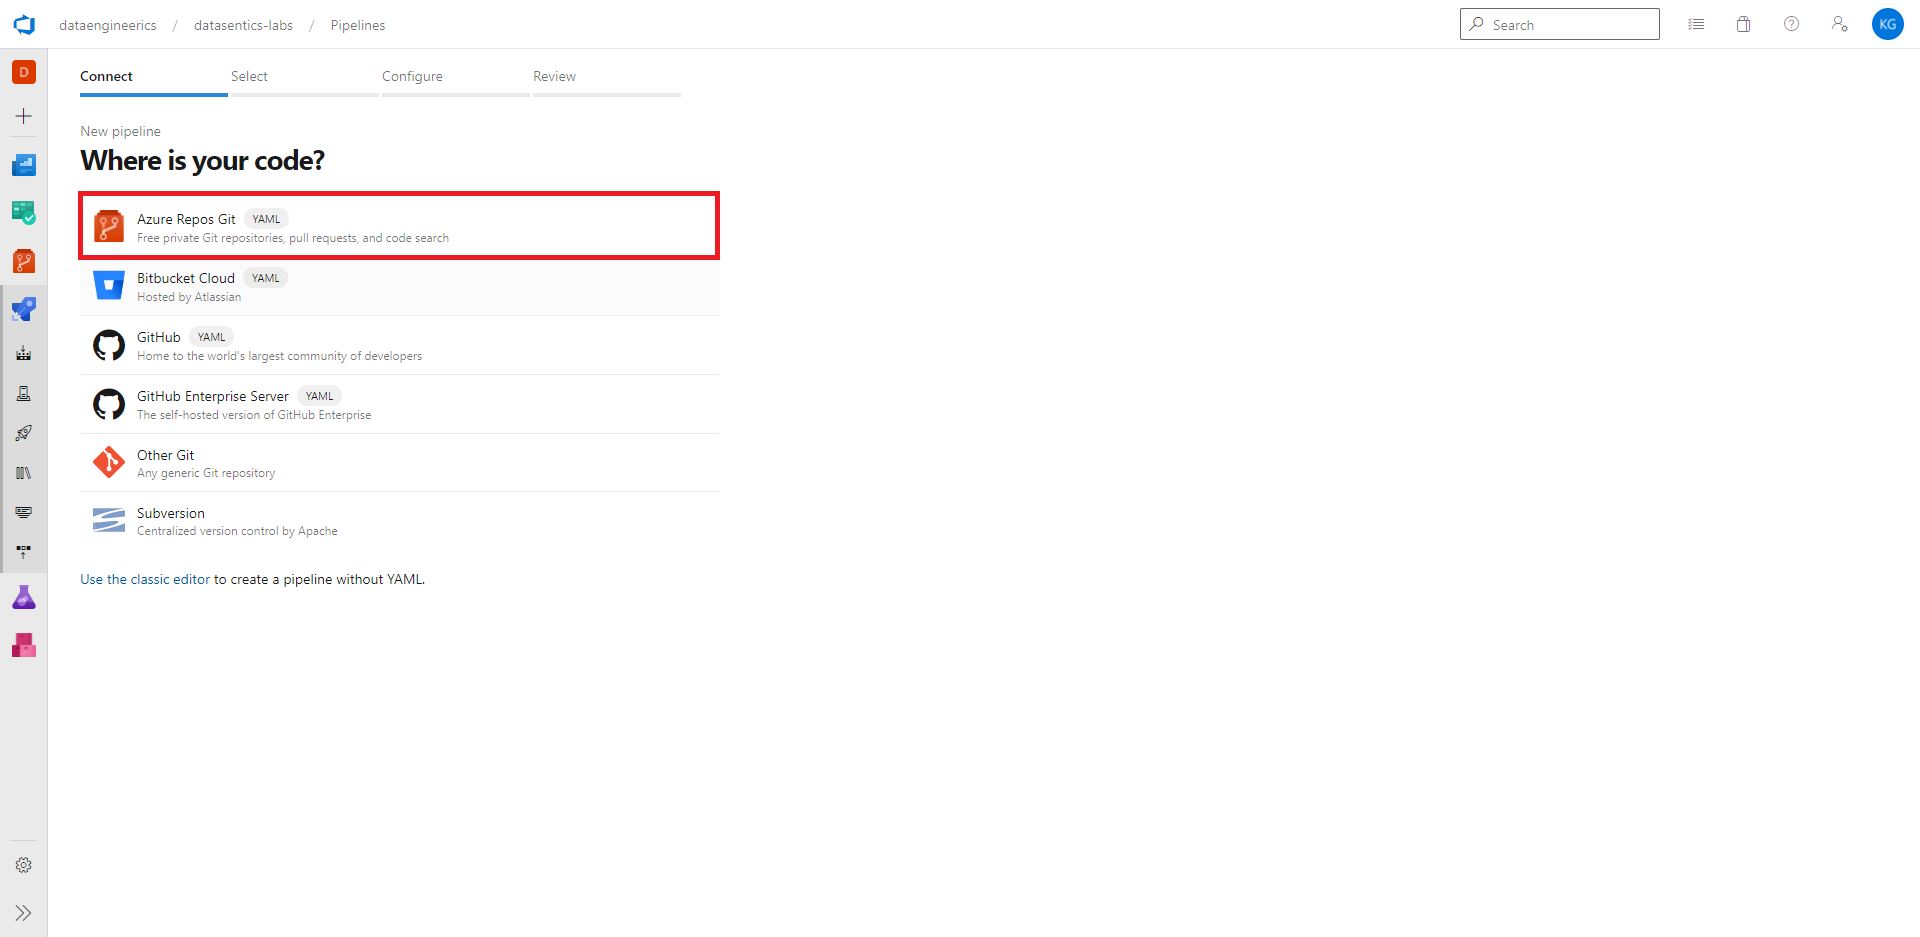 dataengineerics / datasentics-labs / Pipelines
Search
KG
D
Connect Select Configure Review
New pipeline
Where is your code?
Azure Repos Git YAML
Free private Git repositories, pull requests, and code search
Bitbucket Cloud YAML
Hosted by Atlassian
GitHub YAML
Home to the world's largest community of developers
GitHub Enterprise Server YAML
The self-hosted version of GitHub Enterprise
Other Git
Any generic Git repository
Subversion
Centralized version control by Apache
Use the classic editor to create a pipeline without YAML.